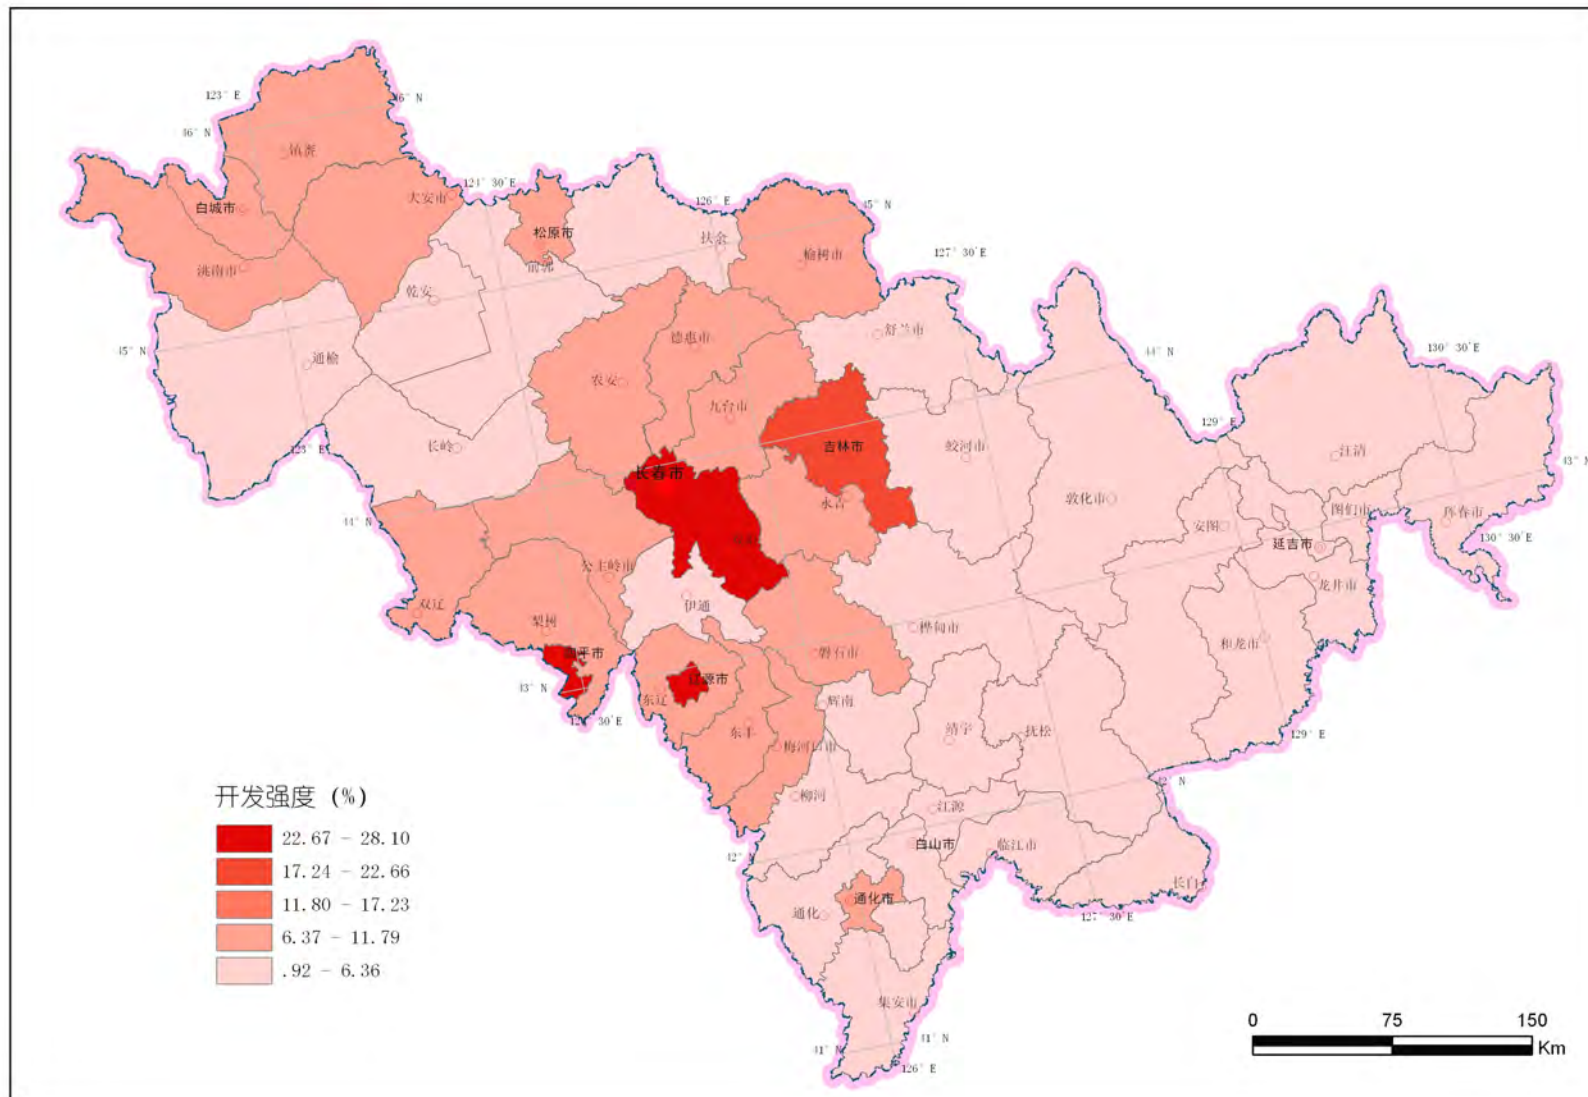 123° E
46° N
46° N
镇赉
白城市
大安市
124° 30′E
松原市
126° E
45° N
扶余
洮南市
前郭
榆树市
127° 30′E
乾安
舒兰市
45° N
通榆
德惠市
44° N
130° 30′E
农安
九台市
129° E
123° E
长岭
吉林市
蛟河市
汪清
43° N
长春市
44° N
永吉
敦化市
安图
图们市
珲春市
130° 30′E
延吉市
公主岭市
龙井市
双辽
伊通
梨树
桦甸市
和龙市
四平市
磐石市
43° N
辽源市
东辽
辉南
30′E
东丰
梅河口市
靖宇
抚松
129° E
42° N
开发强度 (%)
22.67 - 28.10
17.24 - 22.66
11.80 - 17.23
6.37 - 11.79
.92 - 6.36
柳河
江源
42° N
白山市
临江市
长白
通化市
通化
127° 30′E
集安市
41° N
41° N
126° E
0 75 150
Km